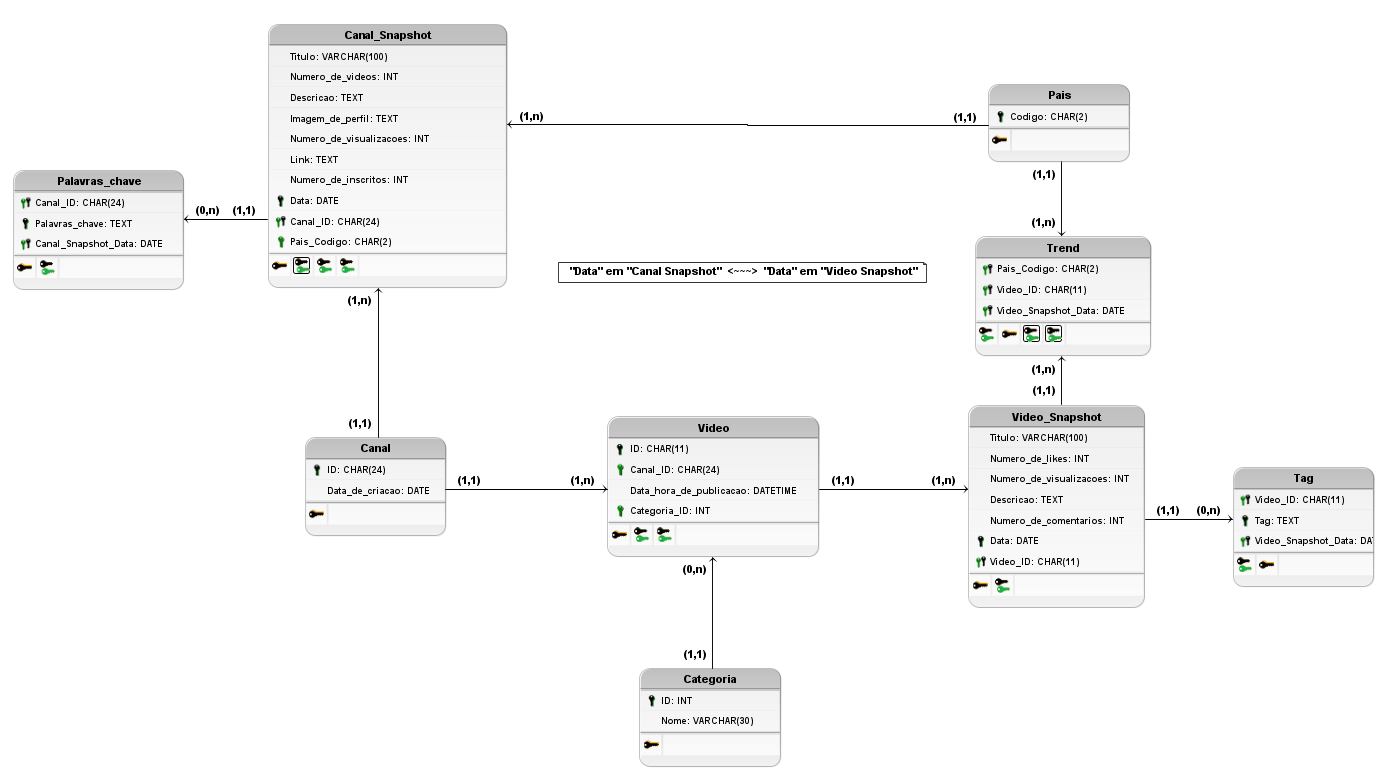 Canal_Snapshot
Titulo: VARCHAR(100)
Numero_de_videos: INT
Descricao: TEXT
Imagem_de_perfil: TEXT
Numero_de_visualizacoes: INT
Link: TEXT
Numero_de_inscritos: INT
Data: DATE
Canal_ID: CHAR(24)
Pais_Codigo: CHAR(2)
(1,n)
(1,1)
Pais
Codigo: CHAR(2)
Palavras_chave
Canal_ID: CHAR(24)
Palavras_chave: TEXT
Canal_Snapshot_Data: DATE
(0,n)
(1,1)
(1,1)
(1,n)
Trend
Pais_Codigo: CHAR(2)
Video_ID: CHAR(11)
Video_Snapshot_Data: DATE
"Data" em "Canal Snapshot" <~~~> "Data" em "Video Snapshot"
(1,n)
(1,1)
(1,n)
(1,1)
Canal
ID: CHAR(24)
Data_de_criacao: DATE
(1,1)
(1,n)
Video
ID: CHAR(11)
Canal_ID: CHAR(24)
Data_hora_de_publicacao: DATETIME
Categoria_ID: INT
(1,1)
(1,n)
Video_Snapshot
Titulo: VARCHAR(100)
Numero_de_likes: INT
Numero_de_visualizacoes: INT
Descricao: TEXT
Numero_de_comentarios: INT
Data: DATE
Video_ID: CHAR(11)
(1,1)
(0,n)
Tag
Video_ID: CHAR(11)
Tag: TEXT
Video_Snapshot_Data: DA
(0,n)
(1,1)
Categoria
ID: INT
Nome: VARCHAR(30)